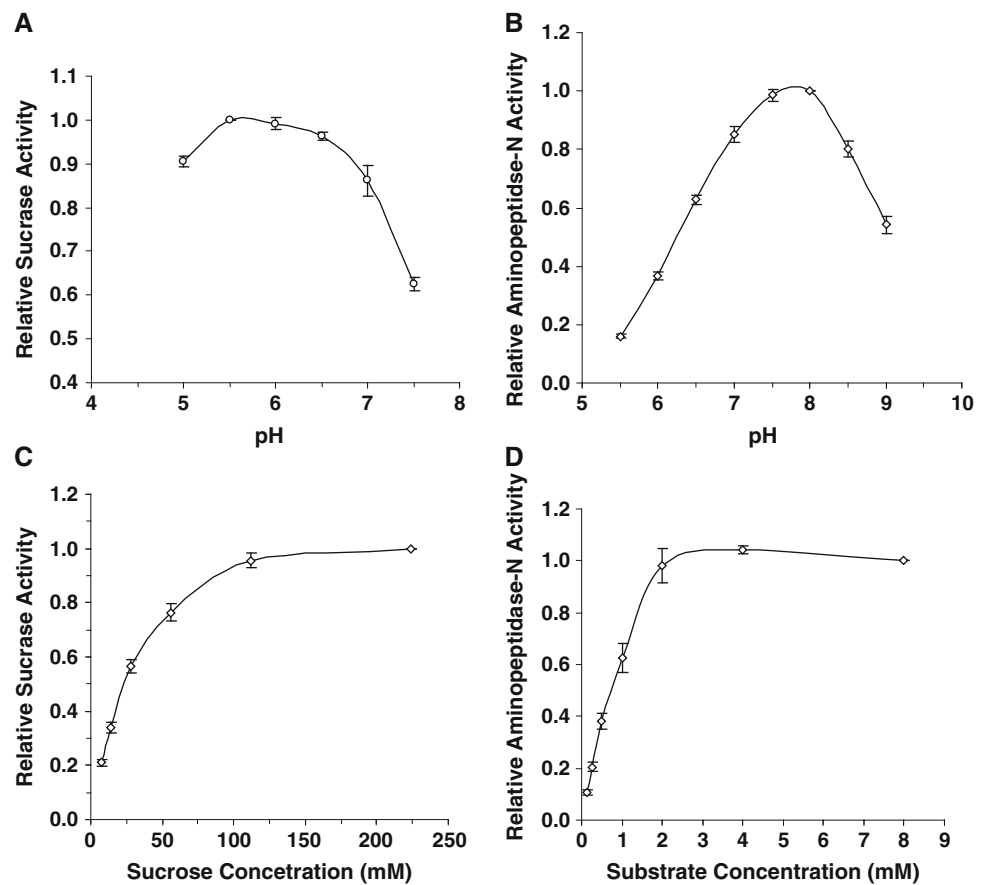 A
1.1
1.0
0.9
0.8
0.7
0.6
0.5
0.4
4 5 6 7 8
Relative Sucrase Activity
pH
B
1.2
1.0
0.8
0.6
0.4
0.2
0.0
5 6 7 8 9 10
Relative Aminopeptidse-N Activity
pH
C
1.2
1.0
0.8
0.6
0.4
0.2
0.0
0 50 100 150 200 250
Relative Sucrase Activity
Sucrose Concetration (mM)
D
1.2
1.0
0.8
0.6
0.4
0.2
0.0
0 1 2 3 4 5 6 7 8 9
Relative Aminopeptidase-N Activity
Substrate Concentration (mM)